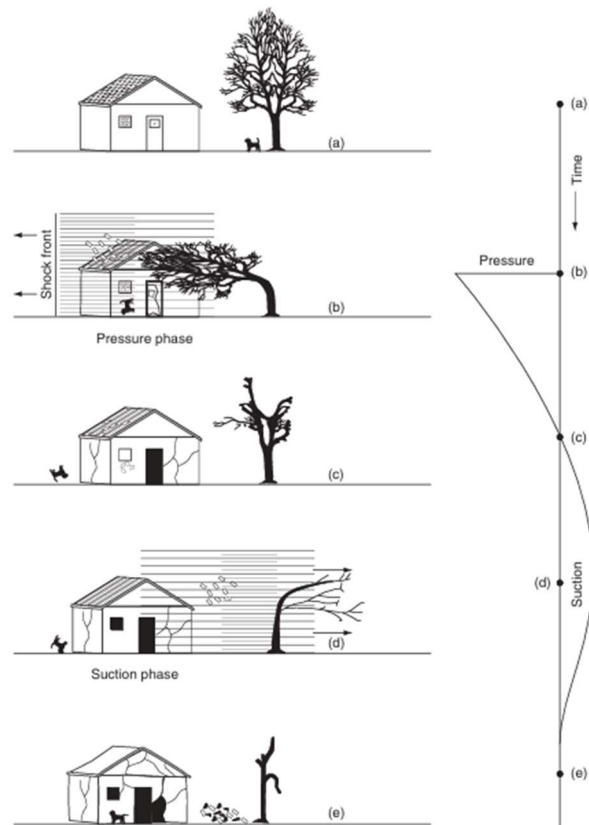 (a)
Shock front
(b)
Pressure phase
(c)
(d)
Suction phase
(e)
(a)
Time
Pressure
(b)
(c)
(d)
Suction
(e)